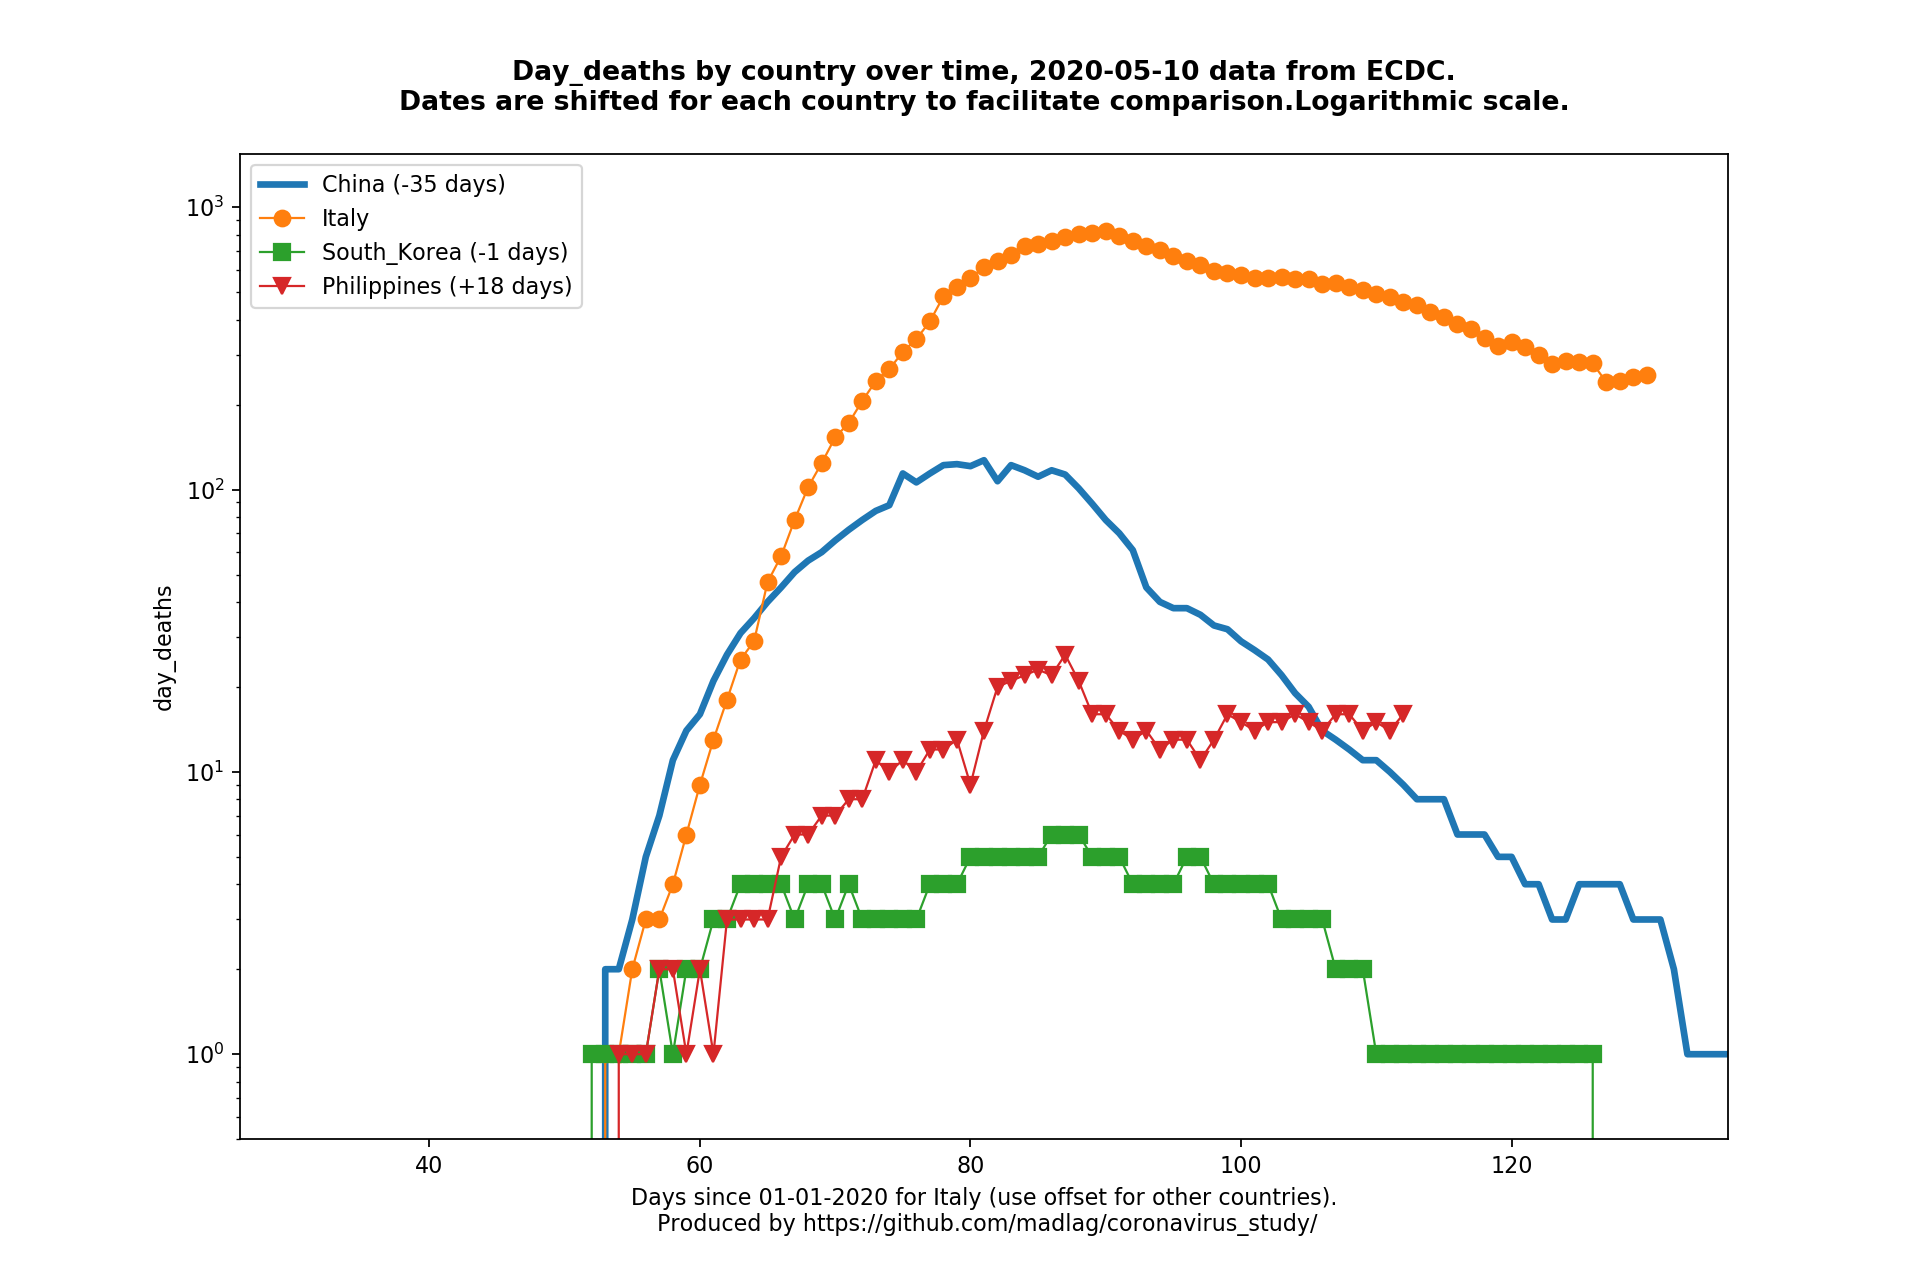 Day_deaths by country over time, 2020-05-10 data from ECDC.
Dates are shifted for each country to facilitate comparison.Logarithmic scale.
China (-35 days)
Italy
South_Korea (-1 days)
Philippines (+18 days)
10³
10²
10¹
10⁰
day_deaths
40 60 80 100 120
Days since 01-01-2020 for Italy (use offset for other countries).
Produced by https://github.com/madlag/coronavirus_study/